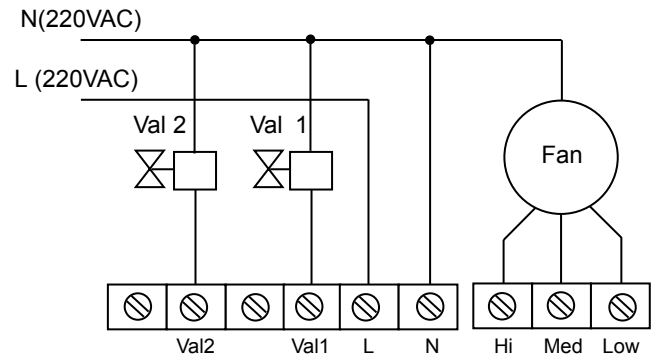 N(220VAC)
L (220VAC)
Val 2 Val 1
Fan
Val2 Val1 L N Hi Med Low